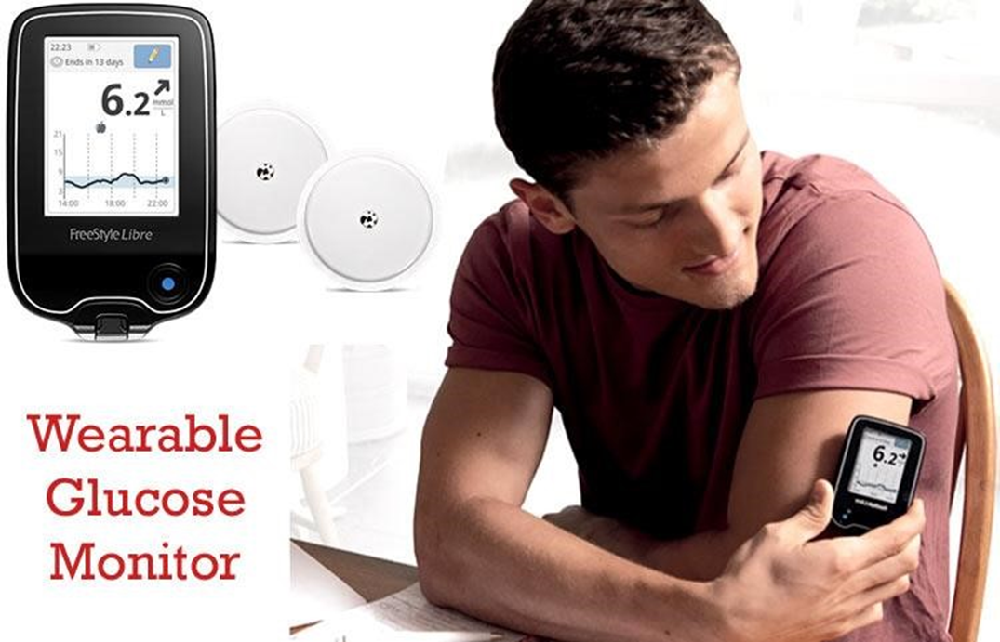 22:23
Ends in 13 days
6.2
mmol
L
21
15
9
3
14:00 18:00 22:00
FreeStyle Libre
Wearable
Glucose
Monitor
6.2